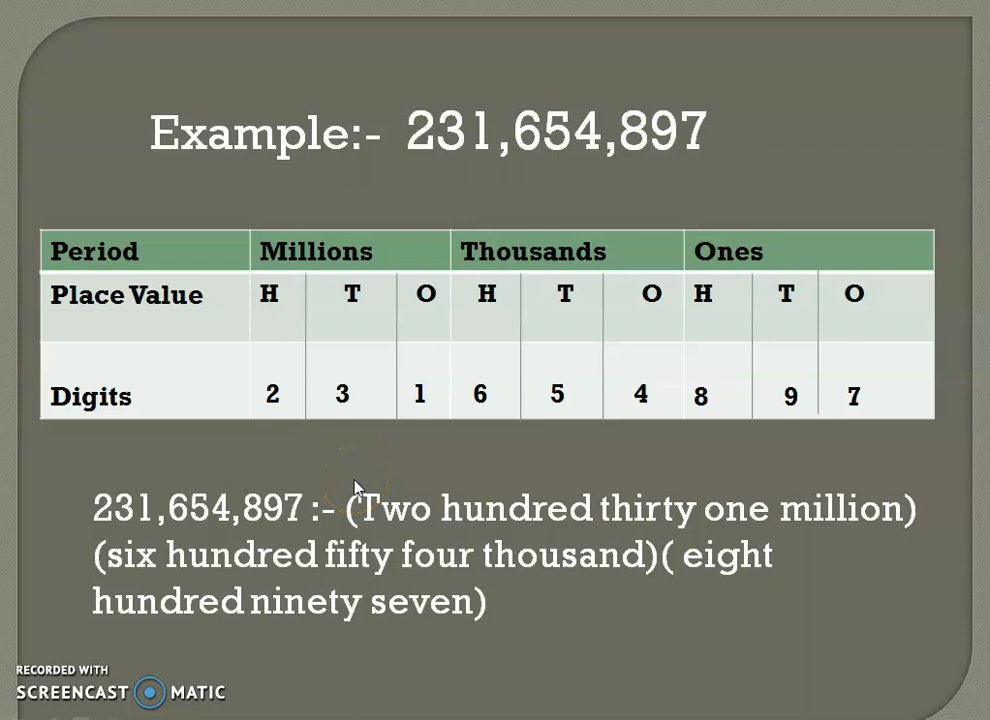 Example:- 231,654,897
Period Millions Thousands Ones
Place Value H T O H T O H T O
Digits 2 3 1 6 5 4 8 9 7
231,654,897 :- (Two hundred thirty one million)
(six hundred fifty four thousand)( eight
hundred ninety seven)
RECORDED WITH
SCREENCAST MATIC